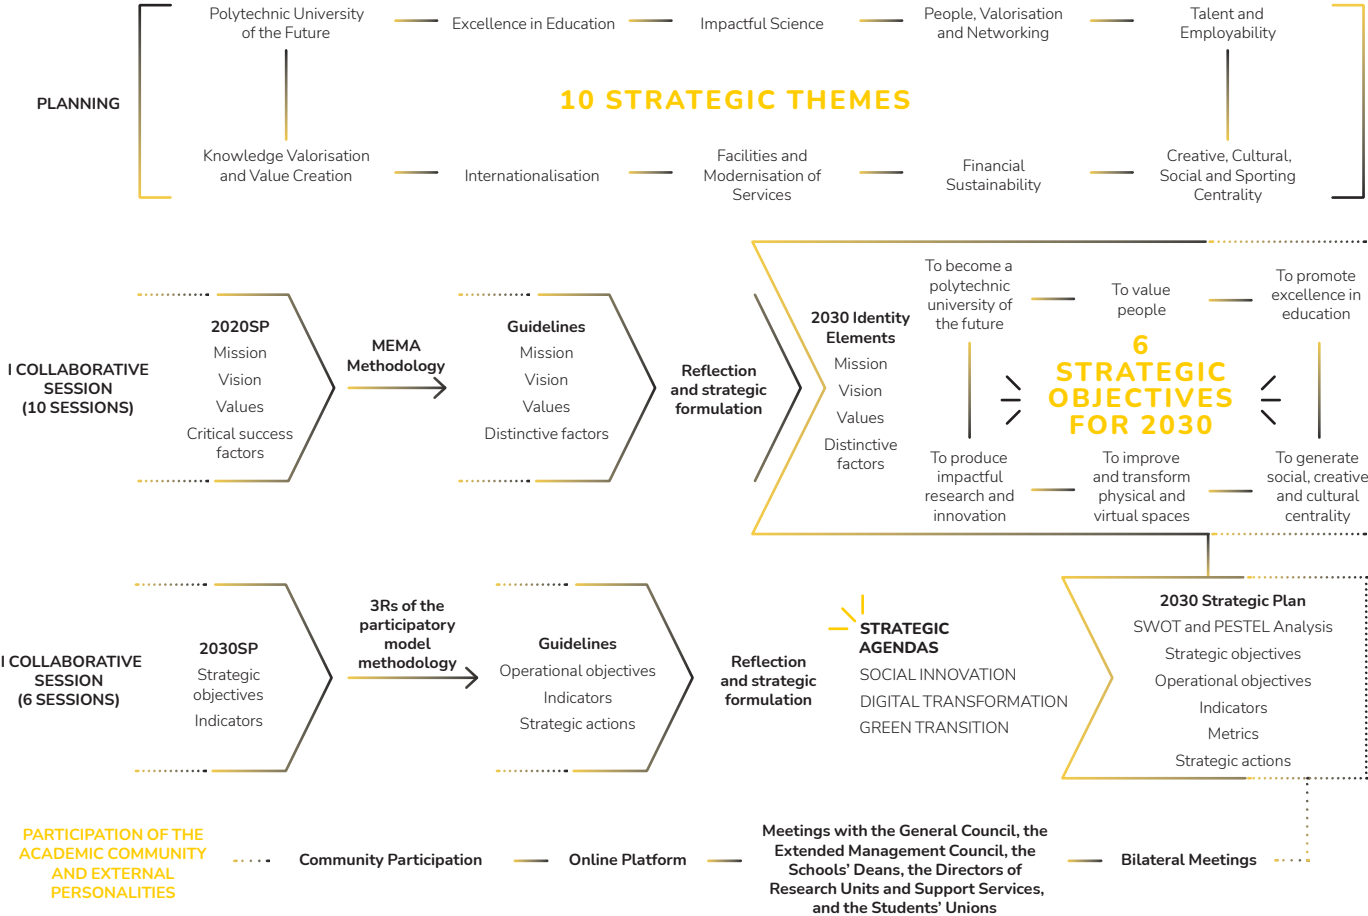 PLANNING
Polytechnic University
of the Future
Excellence in Education
Impactful Science
People, Valorisation
and Networking
Talent and
Employability
10 STRATEGIC THEMES
Knowledge Valorisation
and Value Creation
Internationalisation
Facilities and
Modernisation of
Services
Financial
Sustainability
Creative, Cultural,
Social and Sporting
Centrality
I COLLABORATIVE
SESSION
(10 SESSIONS)
2020SP
Mission
Vision
Values
Critical success
factors
MEMA
Methodology
Guidelines
Mission
Vision
Values
Distinctive factors
Reflection
and strategic
formulation
2030 Identity
Elements
Mission
Vision
Values
Distinctive
factors
To become a
polytechnic
university of
the future
To value
people
To promote
excellence in
education
6
STRATEGIC
OBJECTIVES
FOR 2030
To produce
impactful
research and
innovation
To improve
and transform
physical and
virtual spaces
To generate
social, creative
and cultural
centrality
I COLLABORATIVE
SESSION
(6 SESSIONS)
2030SP
Strategic
objectives
Indicators
3Rs of the
participatory
model
methodology
Guidelines
Operational objectives
Indicators
Strategic actions
Reflection
and strategic
formulation
STRATEGIC
AGENDAS
SOCIAL INNOVATION
DIGITAL TRANSFORMATION
GREEN TRANSITION
2030 Strategic Plan
SWOT and PESTEL Analysis
Strategic objectives
Operational objectives
Indicators
Metrics
Strategic actions
PARTICIPATION OF THE
ACADEMIC COMMUNITY
AND EXTERNAL
PERSONALITIES
Community Participation
Online Platform
Meetings with the General Council, the
Extended Management Council, the
Schools' Deans, the Directors of
Research Units and Support Services,
and the Students' Unions
Bilateral Meetings